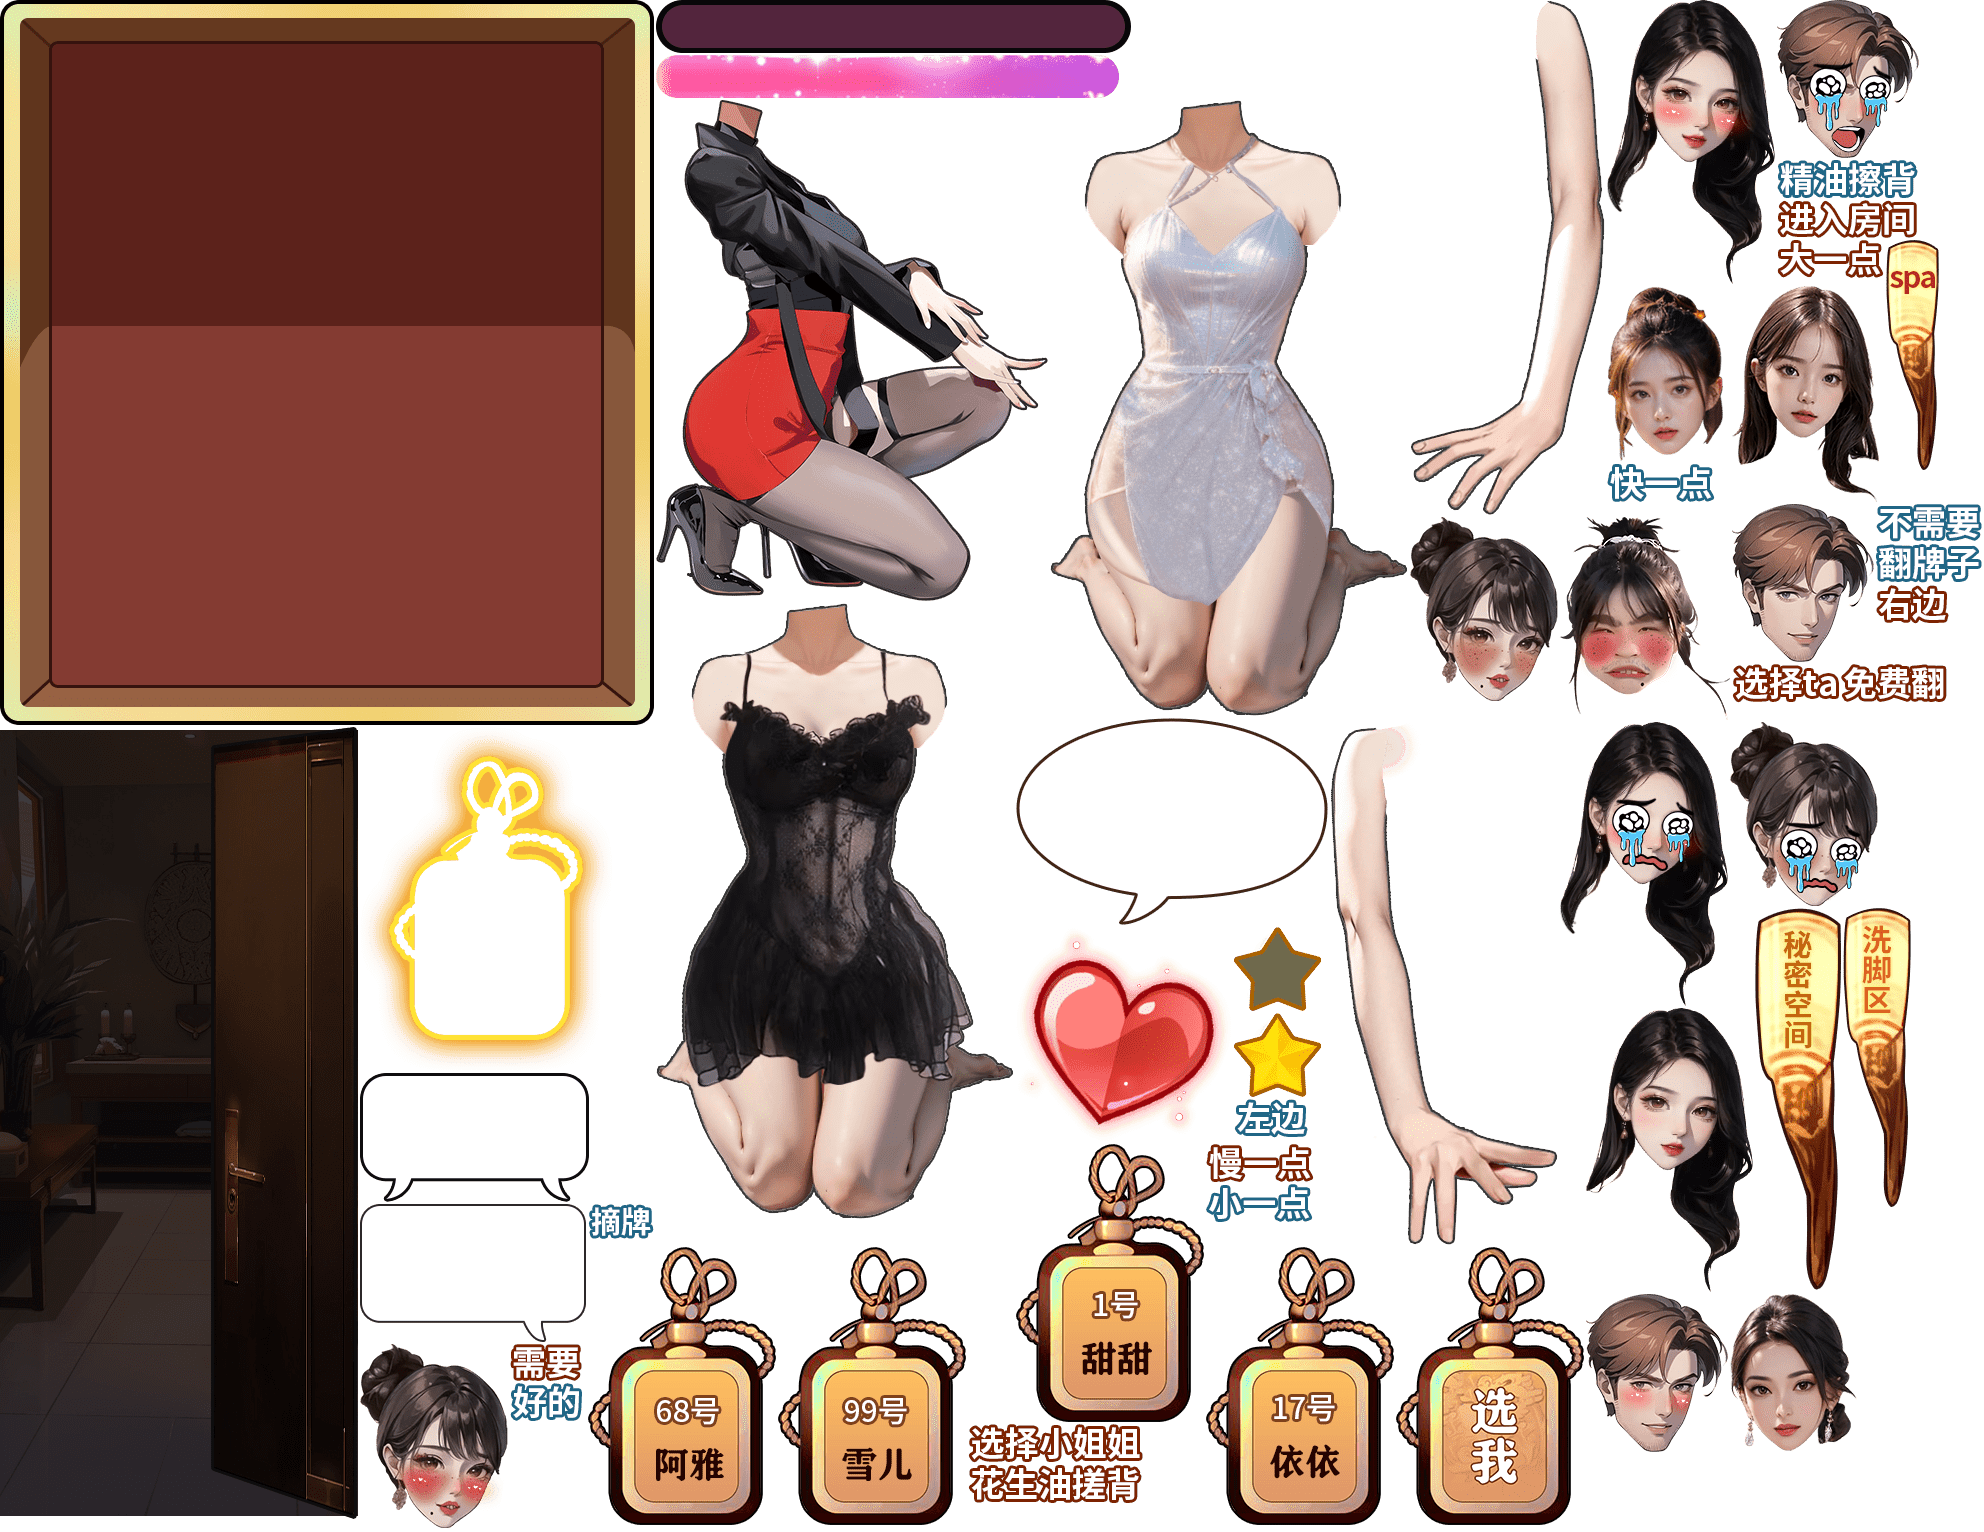 精油擦背
进入房间
大一点
spa
快一点
不需要
翻牌子
右边
选择ta免费翻
秘密空间
洗脚区
左边
慢一点
小一点
摘牌
需要
好的
1号
甜甜
68号
阿雅
99号
雪儿
选择小姐姐
花生油搓背
17号
依依
选我